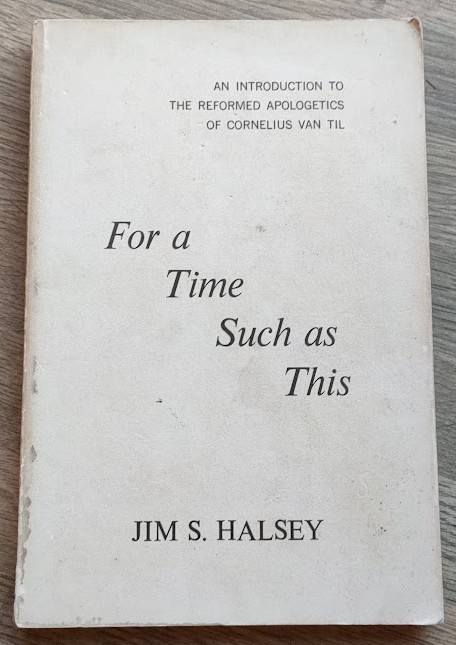 AN INTRODUCTION TO
THE REFORMED APOLOGETICS
OF CORNELIUS VAN TIL
For a
Time
Such as
This
JIM S. HALSEY